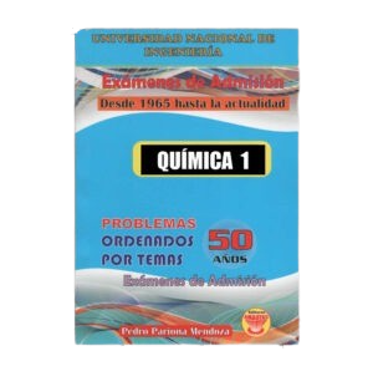 UNIVERSIDAD NACIONAL DE
INGENIERÍA
Exámenes de Admisión
Desde 1965 hasta la actualidad
QUÍMICA 1
PROBLEMAS
ORDENADOS
POR TEMAS
50
AÑOS
Exámenes de Admisión
Pedro Pariona Mendoza